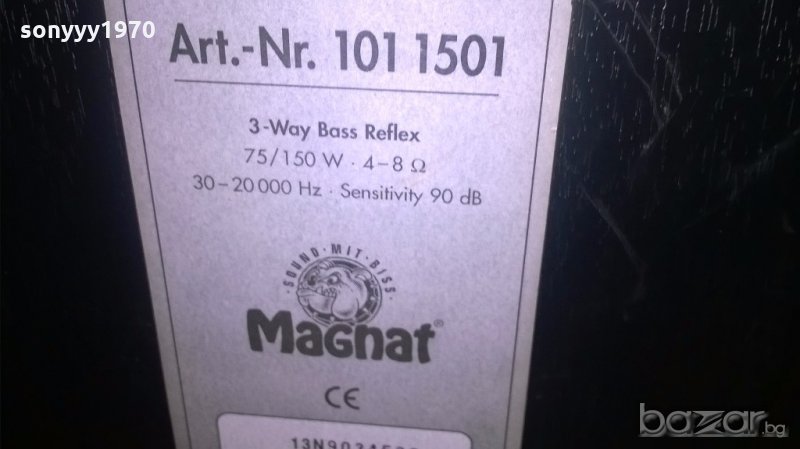 sonyyy1970
Art.-Nr. 101 1501
3-Way Bass Reflex
75/150 W · 4–8 Ω
30–20 000 Hz · Sensitivity 90 dB
·SOUND·MIT·BISS·
Magnat®
CE
bazar.bg